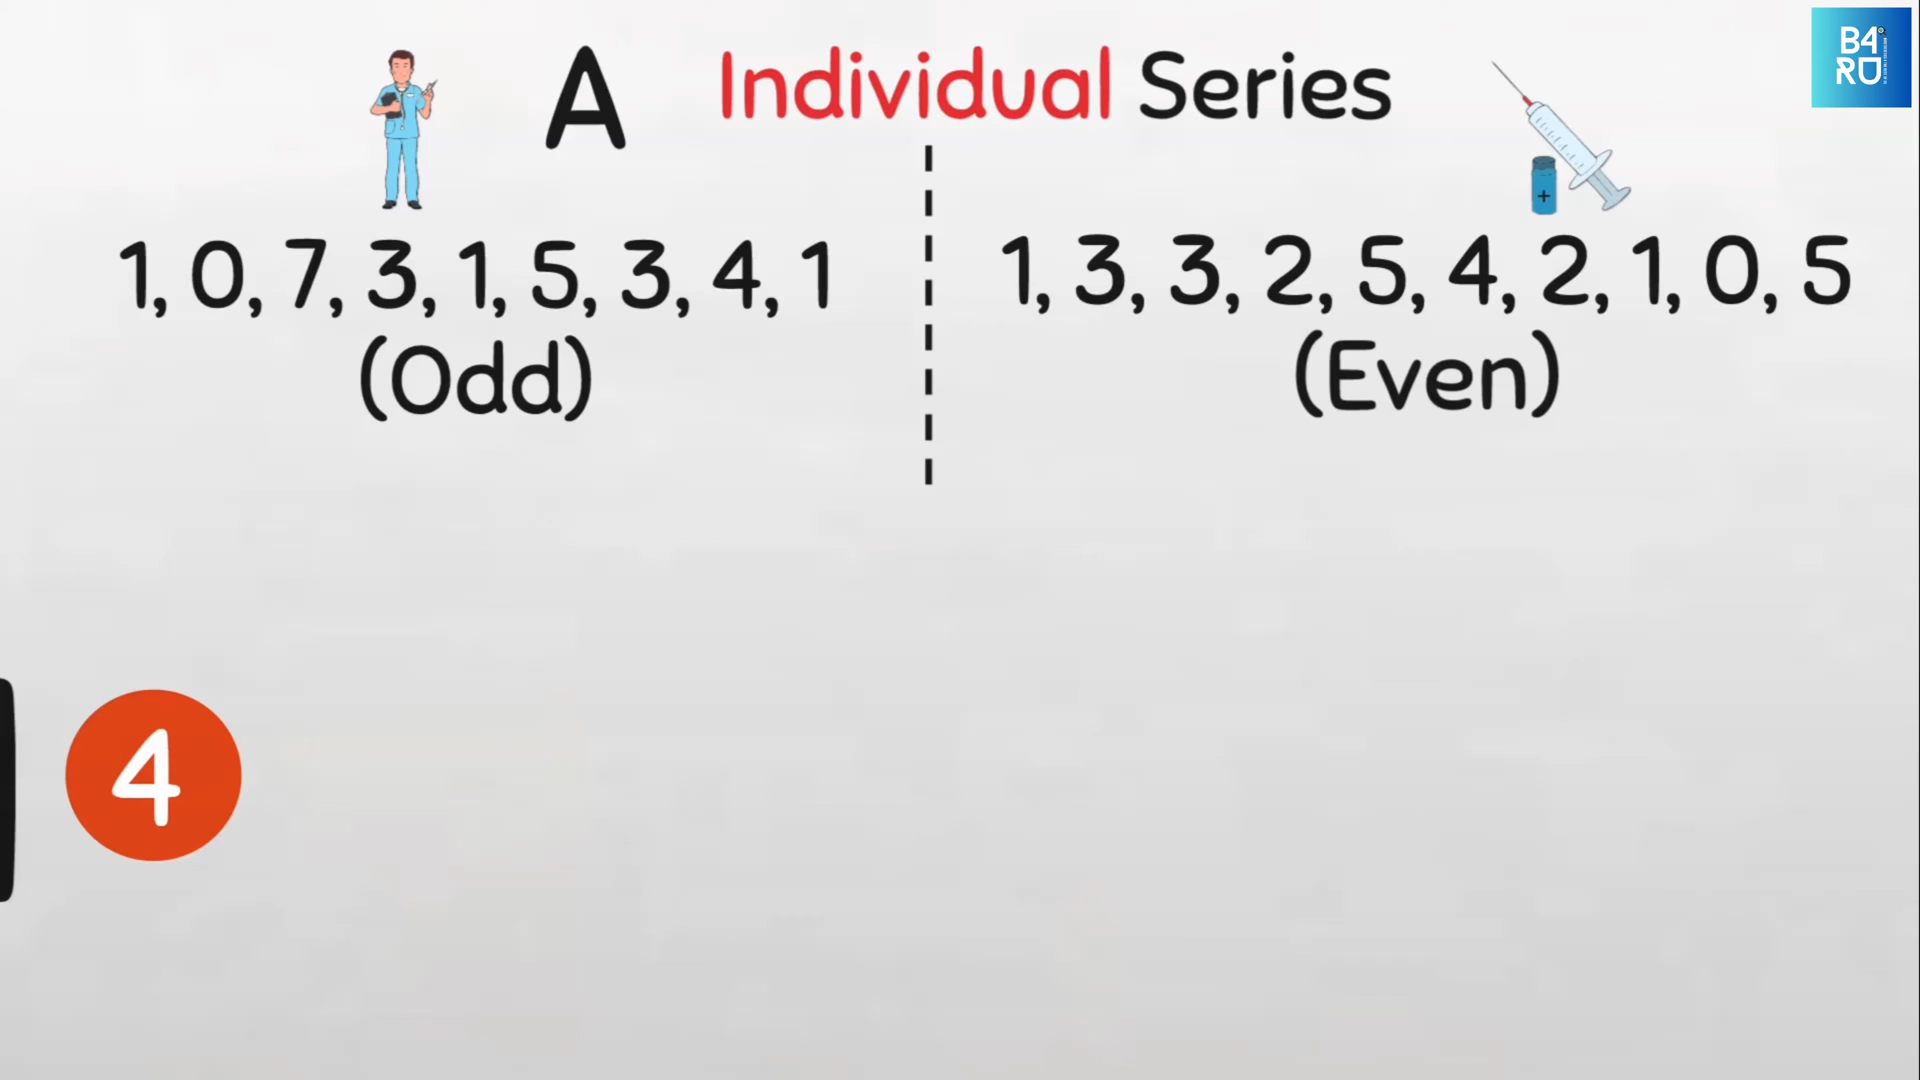 A Individual Series
1, 0, 7, 3, 1, 5, 3, 4, 1
(Odd)
1, 3, 3, 2, 5, 4, 2, 1, 0, 5
(Even)
4
B4
RU